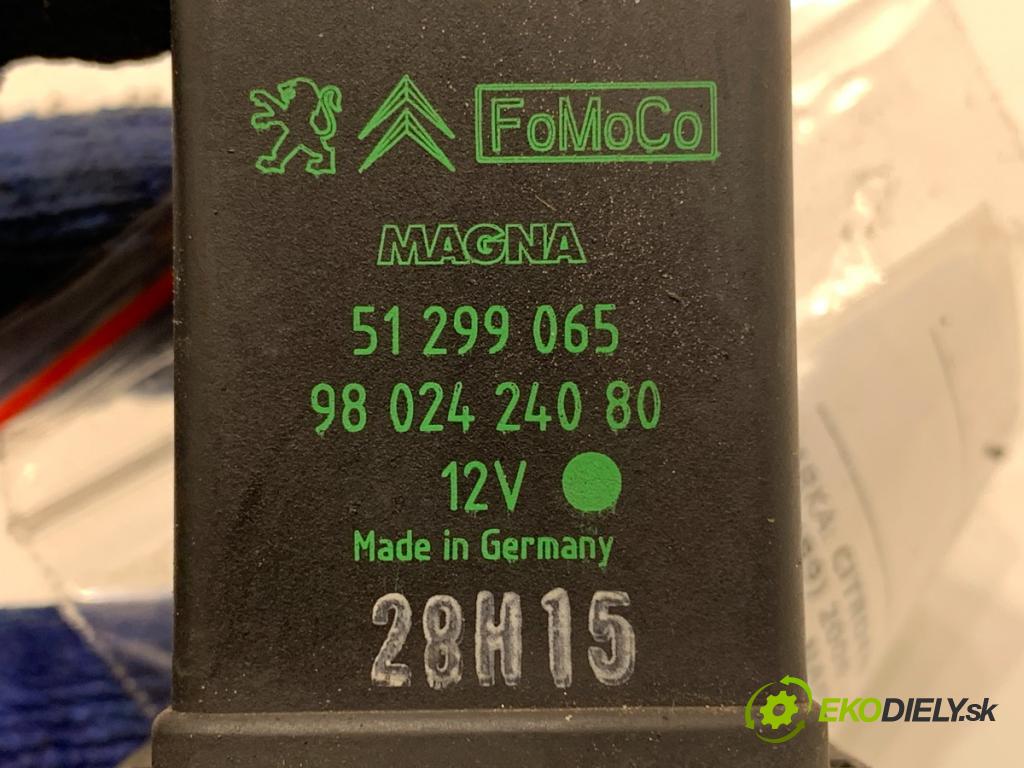 FoMoCo
MAGNA
51 299 065
98 024 240 80
12V
Made in Germany
28H15
EKODIELY.sk